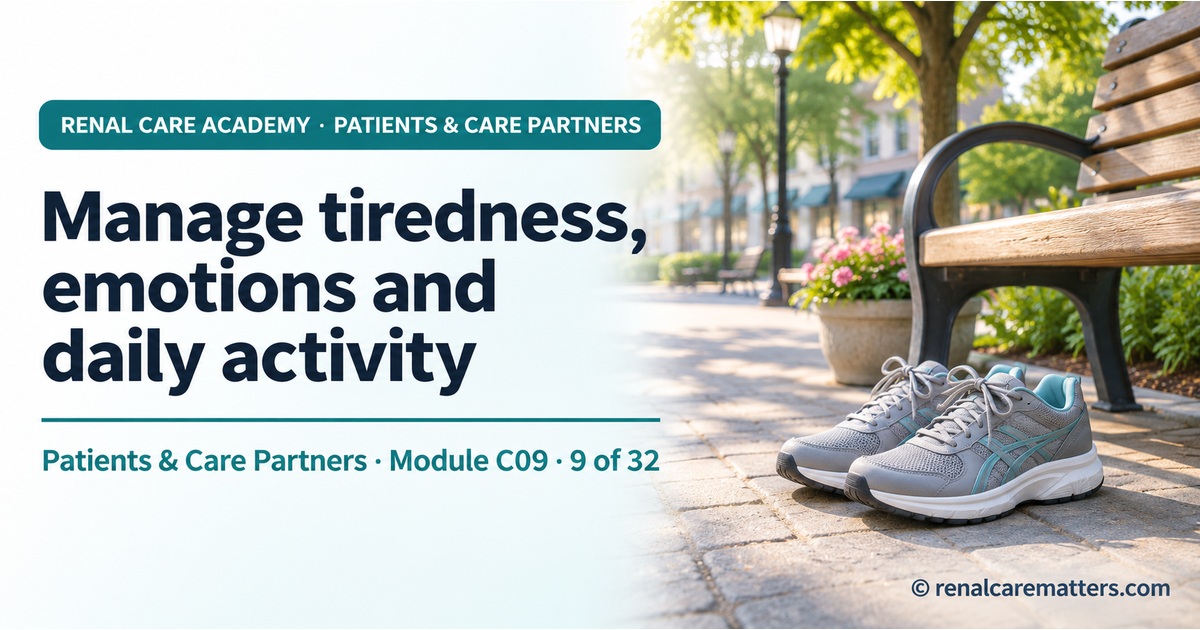 RENAL CARE ACADEMY · PATIENTS & CARE PARTNERS
Manage tiredness,
emotions and
daily activity
Patients & Care Partners · Module C09 · 9 of 32
© renalcarematters.com